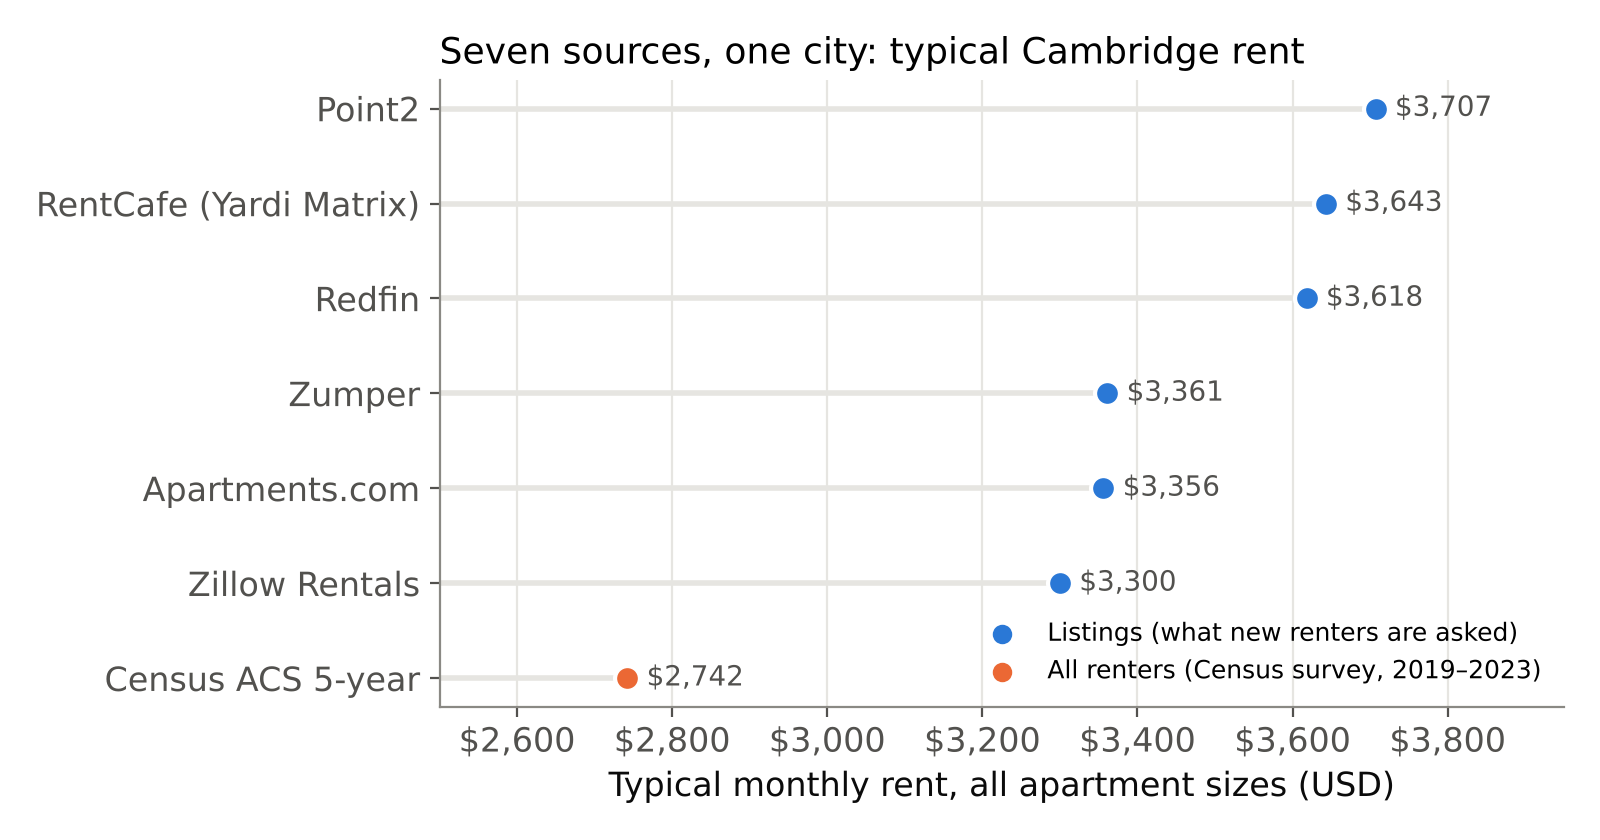 Seven sources, one city: typical Cambridge rent
Point2
$3,707
RentCafe (Yardi Matrix)
$3,643
Redfin
$3,618
Zumper
$3,361
Apartments.com
$3,356
Zillow Rentals
$3,300
Listings (what new renters are asked)
Census ACS 5-year
$2,742
All renters (Census survey, 2019–2023)
$2,600 $2,800 $3,000 $3,200 $3,400 $3,600 $3,800
Typical monthly rent, all apartment sizes (USD)